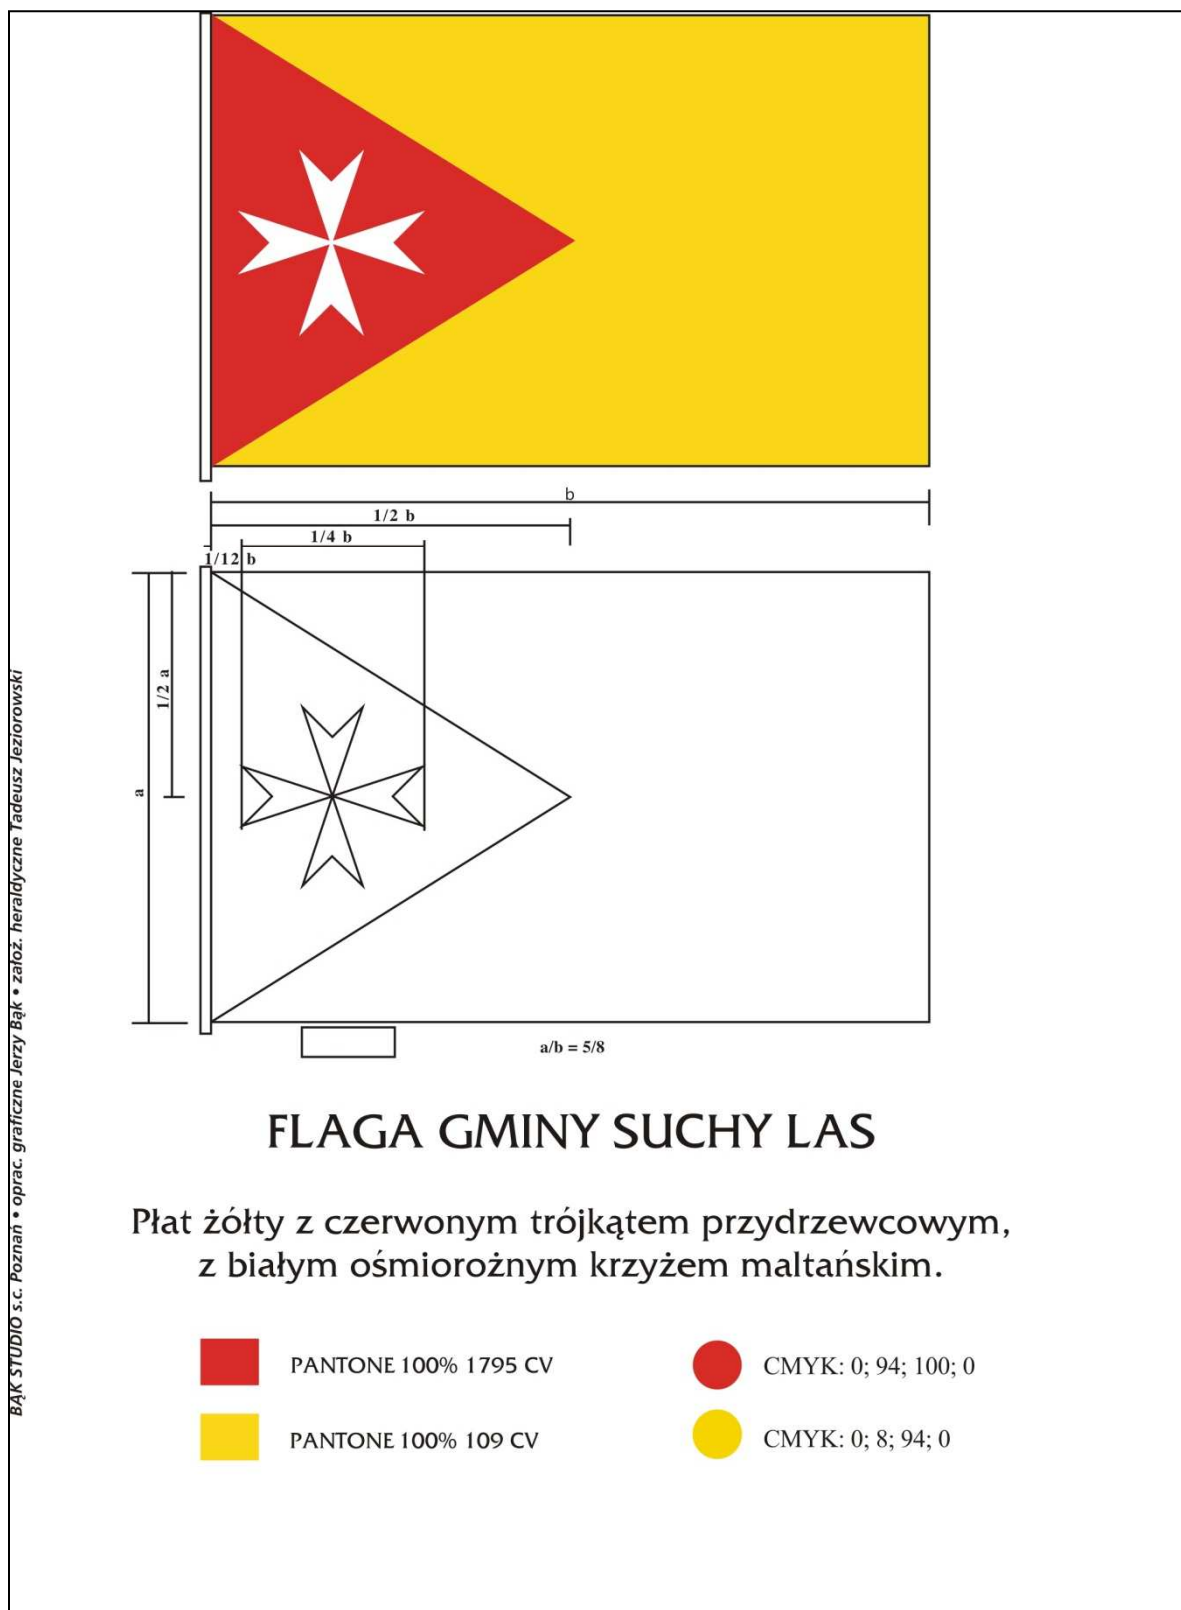 b
1/2 b
1/4 b
1/12 b
1/2 a
a
a/b = 5/8
BĄK STUDIO s.c. Poznań • oprac. graficzne Jerzy Bąk • założ. heraldyczne Tadeusz Jeziorowski
FLAGA GMINY SUCHY LAS
Płat żółty z czerwonym trójkątem przydrzewcowym,
z białym ośmiorożnym krzyżem maltańskim.
PANTONE 100% 1795 CV
CMYK: 0; 94; 100; 0
PANTONE 100% 109 CV
CMYK: 0; 8; 94; 0